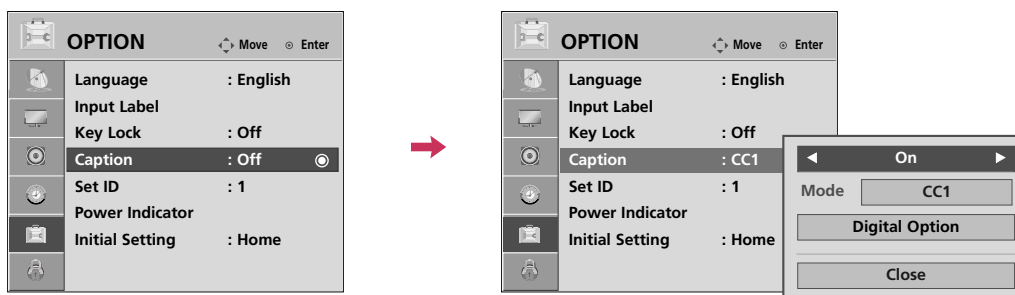 OPTION Move Enter
Language : English
Input Label
Key Lock : Off
Caption : Off
Set ID : 1
Power Indicator
Initial Setting : Home
OPTION Move Enter
Language : English
Input Label
Key Lock : Off
Caption : CC1
Set ID : 1
Power Indicator
Initial Setting : Home
On
Mode CC1
Digital Option
Close